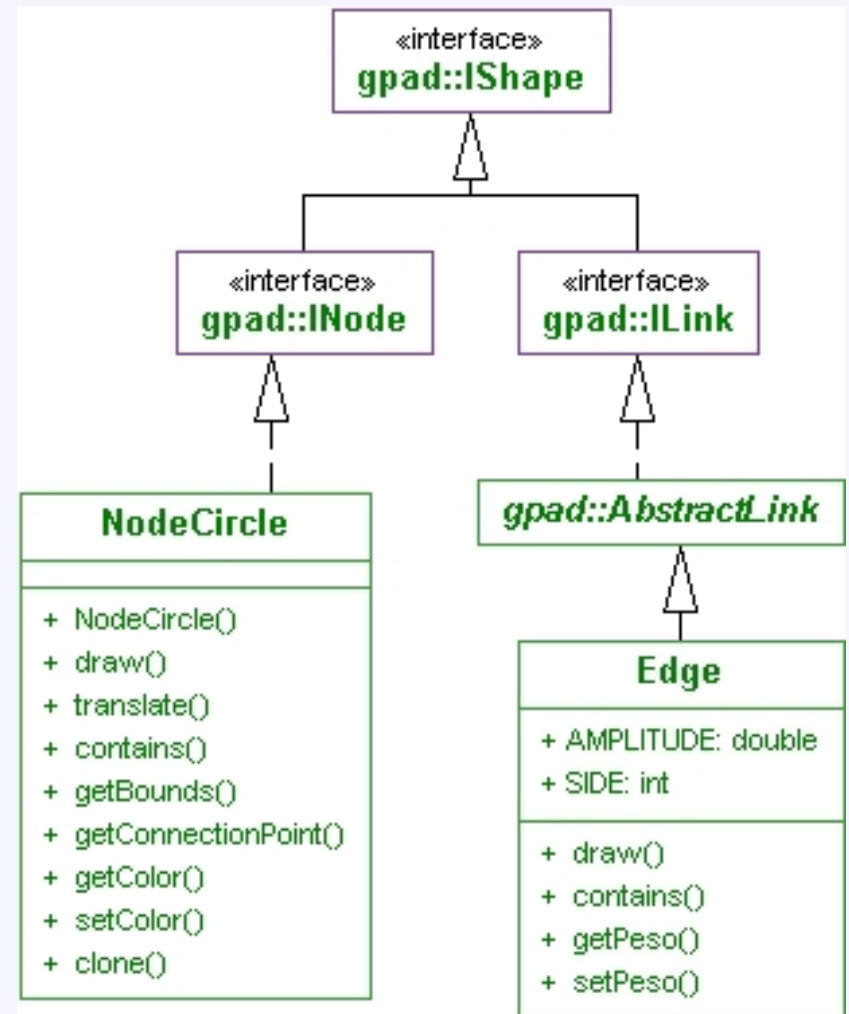 «interface»
gpad::IShape
«interface»
gpad::INode
«interface»
gpad::ILink
NodeCircle
+ NodeCircle()
+ draw()
+ translate()
+ contains()
+ getBounds()
+ getConnectionPoint()
+ getColor()
+ setColor()
+ clone()
gpad::AbstractLink
Edge
+ AMPLITUDE: double
+ SIDE: int
+ draw()
+ contains()
+ getPeso()
+ setPeso()